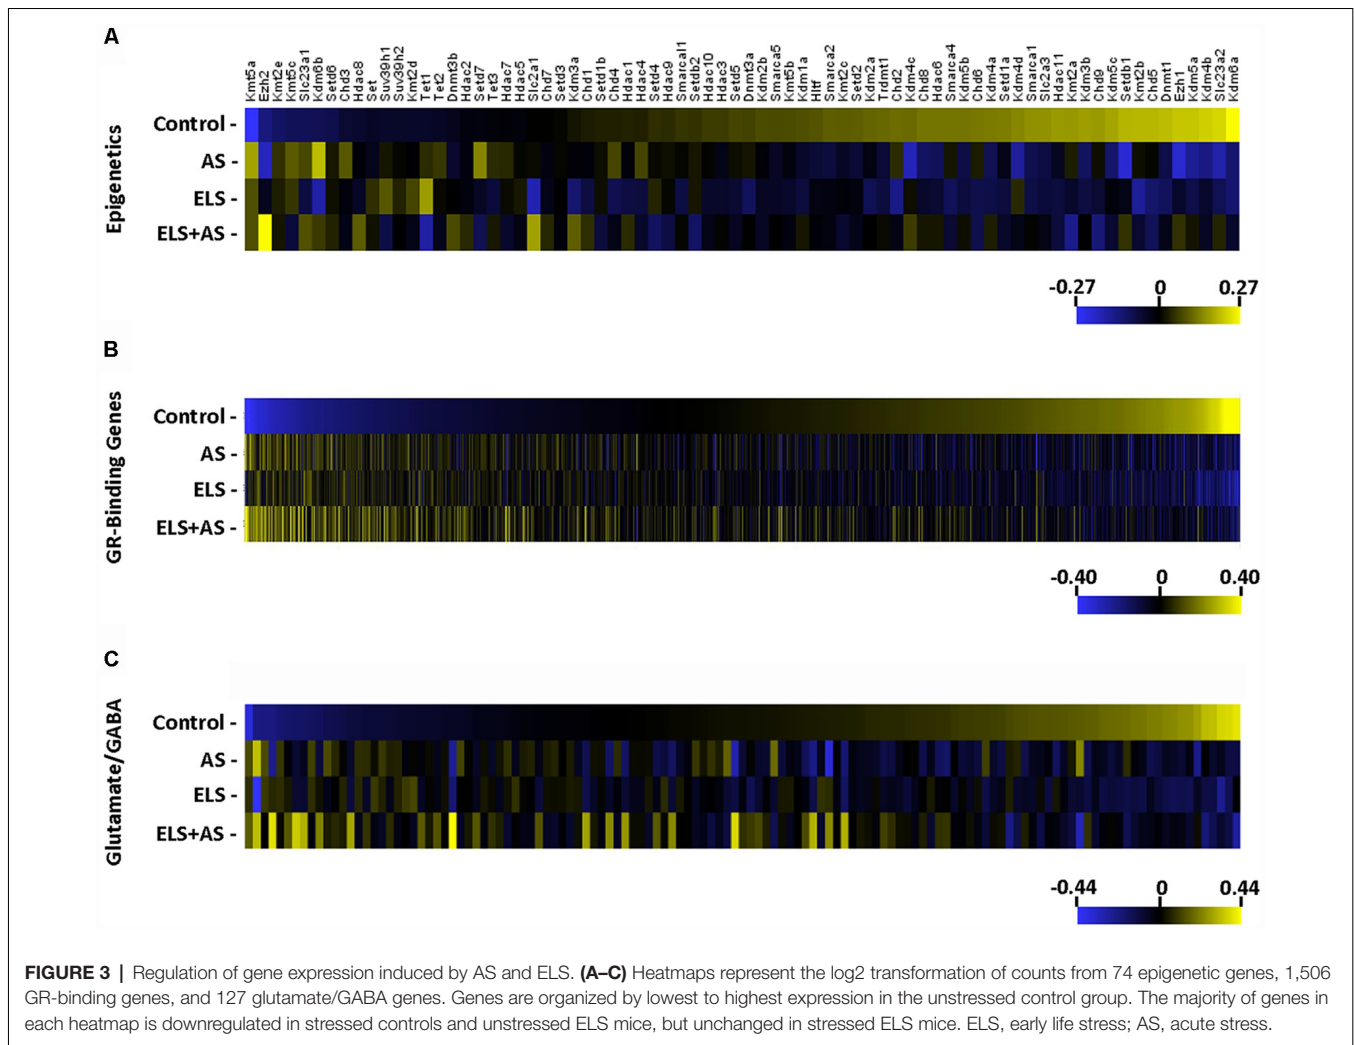 A
Kmt5a
Ezh2
Kmt2e
Kmt5c
Slc23a1
Kdm6b
Setd6
Chd3
Hdac8
Set
Suv39h1
Suv39h2
Kmt2d
Tet1
Tet2
Dnmt3b
Hdac2
Setd7
Tet3
Hdac7
Hdac5
Slc2a1
Chd7
Setd3
Kdm3a
Chd1
Setd1b
Chd4
Hdac1
Hdac4
Setd4
Hdac9
Smarcal1
Setdb2
Hdac10
Hdac3
Setd5
Dnmt3a
Kdm2b
Smarca5
Kmt5b
Kdm1a
Hltf
Smarca2
Kmt2c
Setd2
Kdm2a
Trdmt1
Chd2
Kdm4c
Chd8
Hdac6
Smarca4
Kdm5b
Chd6
Kdm4a
Setd1a
Kdm4d
Smarca1
Slc2a3
Hdac11
Kmt2a
Kdm3b
Chd9
Kdm5c
Setdb1
Kmt2b
Chd5
Dnmt1
Ezh1
Kdm5a
Kdm4b
Slc23a2
Kdm6a
Epigenetics
Control -
AS -
ELS -
ELS+AS -
-0.27 0 0.27
B
GR-Binding Genes
Control -
AS -
ELS -
ELS+AS -
-0.40 0 0.40
C
Glutamate/GABA
Control -
AS -
ELS -
ELS+AS -
-0.44 0 0.44
FIGURE 3 | Regulation of gene expression induced by AS and ELS. (A–C) Heatmaps represent the log2 transformation of counts from 74 epigenetic genes, 1,506
GR-binding genes, and 127 glutamate/GABA genes. Genes are organized by lowest to highest expression in the unstressed control group. The majority of genes in
each heatmap is downregulated in stressed controls and unstressed ELS mice, but unchanged in stressed ELS mice. ELS, early life stress; AS, acute stress.